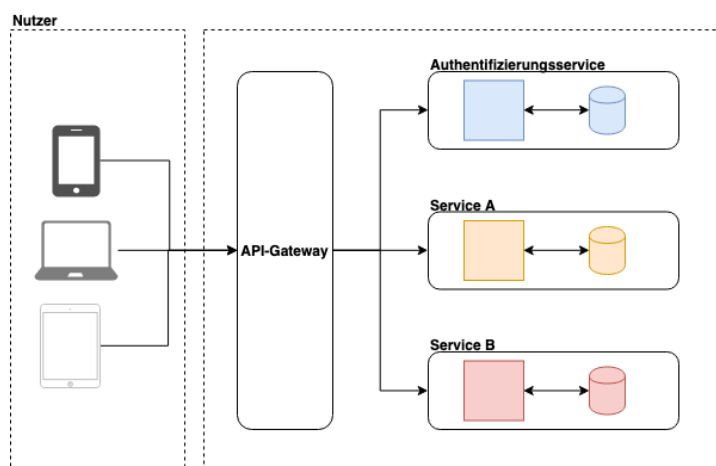 Nutzer
Authentifizierungsservice
Service A
API-Gateway
Service B